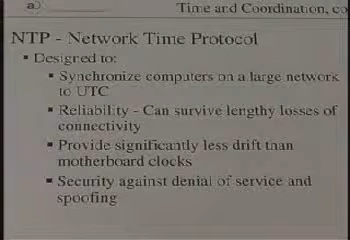 a)
Time and Coordination, co
NTP - Network Time Protocol
▪ Designed to:
▪ Synchronize computers on a large network
to UTC
▪ Reliability - Can survive lengthy losses of
connectivity
▪ Provide significantly less drift than
motherboard clocks
▪ Security against denial of service and
spoofing